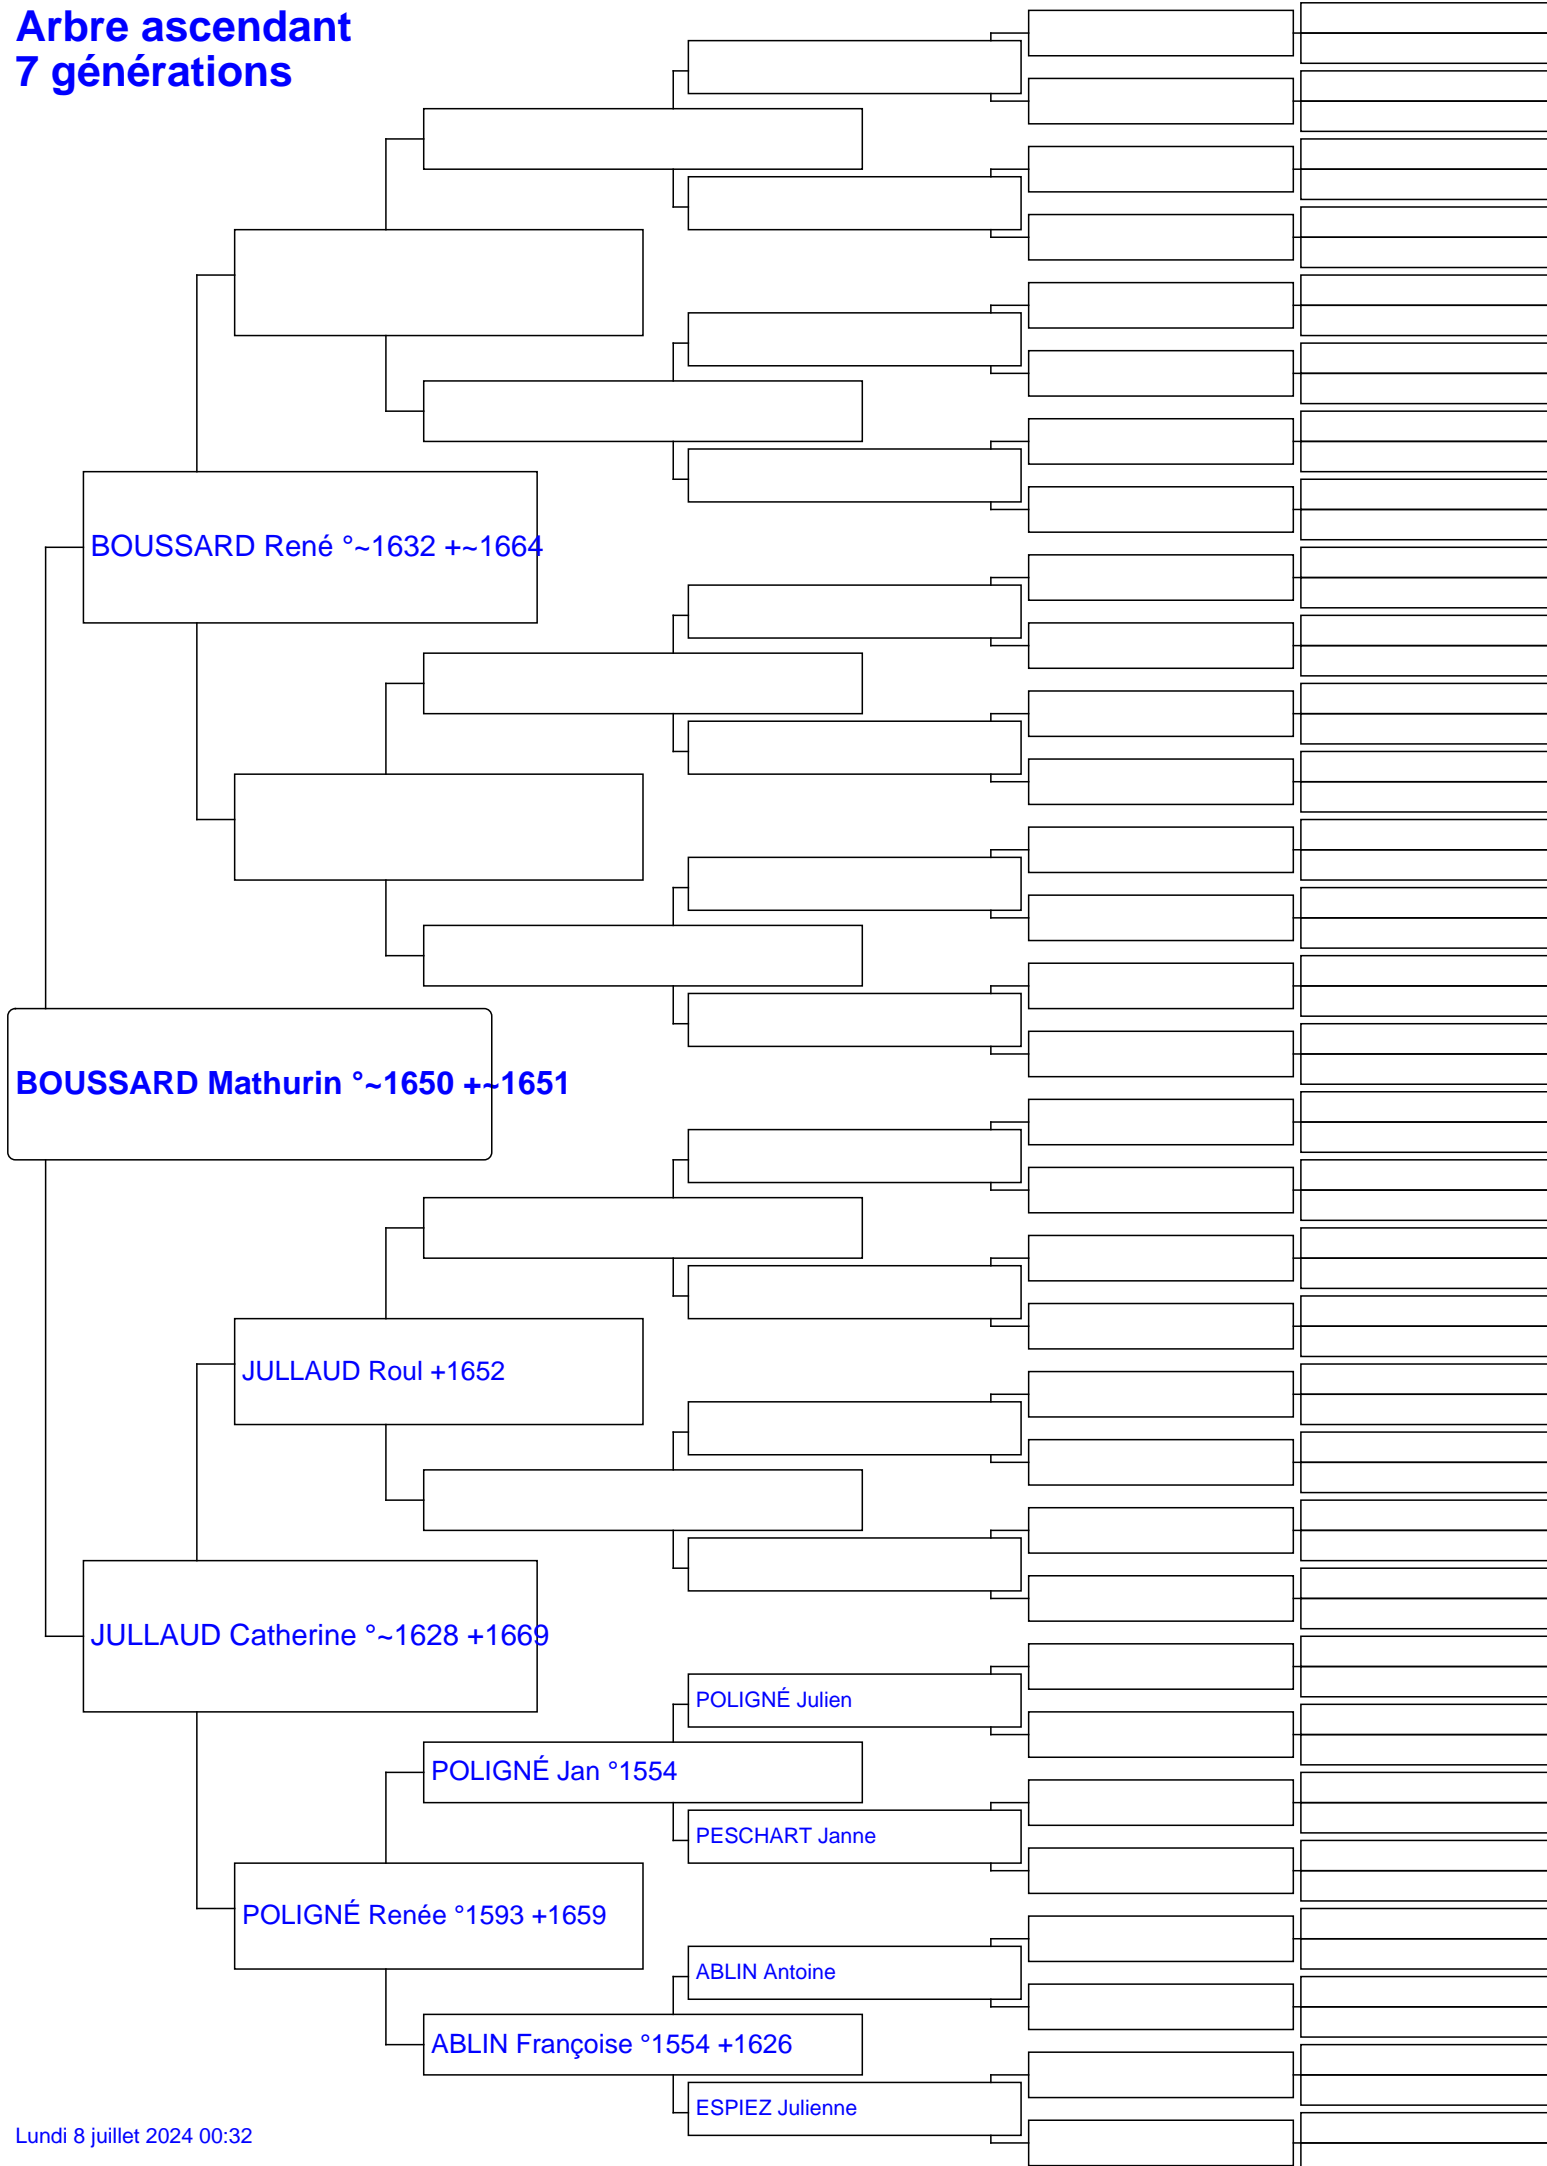 Arbre ascendant
7 générations
BOUSSARD René °~1632 +~1664
BOUSSARD Mathurin °~1650 +~1651
JULLAUD Roul +1652
JULLAUD Catherine °~1628 +1669
POLIGNÉ Julien
POLIGNÉ Jan °1554
PESCHART Janne
POLIGNÉ Renée °1593 +1659
ABLIN Antoine
ABLIN Françoise °1554 +1626
ESPIEZ Julienne
Lundi 8 juillet 2024 00:32